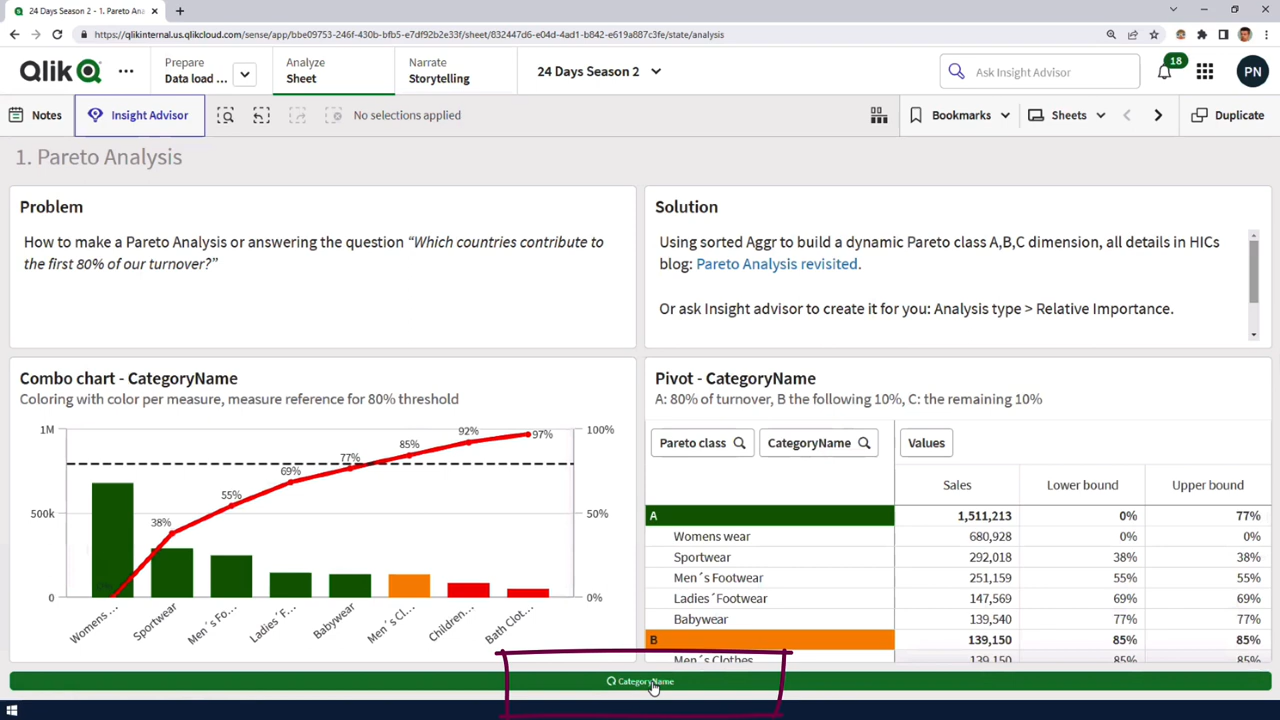 24 Days Season 2 - 1. Pareto Ana
https://qlikinternal.us.qlikcloud.com/sense/app/bbe09753-246f-430b-bfb5-e7df92b2e33f/sheet/832447d6-e04d-4ad1-b842-e619a887c3fe/state/analysis
Qlik
Prepare
Data load ...
Analyze
Sheet
Narrate
Storytelling
24 Days Season 2
Ask Insight Advisor
18
PN
Notes
Insight Advisor
No selections applied
Bookmarks
Sheets
Duplicate
1. Pareto Analysis
Problem
How to make a Pareto Analysis or answering the question “Which countries contribute to
the first 80% of our turnover?”
Solution
Using sorted Aggr to build a dynamic Pareto class A,B,C dimension, all details in HICs
blog: Pareto Analysis revisited.
Or ask Insight advisor to create it for you: Analysis type > Relative Importance.
Combo chart - CategoryName
Coloring with color per measure, measure reference for 80% threshold
1M
500k
0
100%
50%
0%
38%
55%
69%
77%
85%
92%
97%
Womens ...
Sportwear
Men´s Fo...
Ladies´F...
Babywear
Men´s Cl...
Children...
Bath Clot...
Pivot - CategoryName
A: 80% of turnover, B the following 10%, C: the remaining 10%
Pareto class
CategoryName
Values
Sales Lower bound Upper bound
A 1,511,213 0% 77%
Womens wear 680,928 0% 0%
Sportwear 292,018 38% 38%
Men´s Footwear 251,159 55% 55%
Ladies´Footwear 147,569 69% 69%
Babywear 139,540 77% 77%
B 139,150 85% 85%
Men´s Clothes 139,150 85% 85%
CategoryName